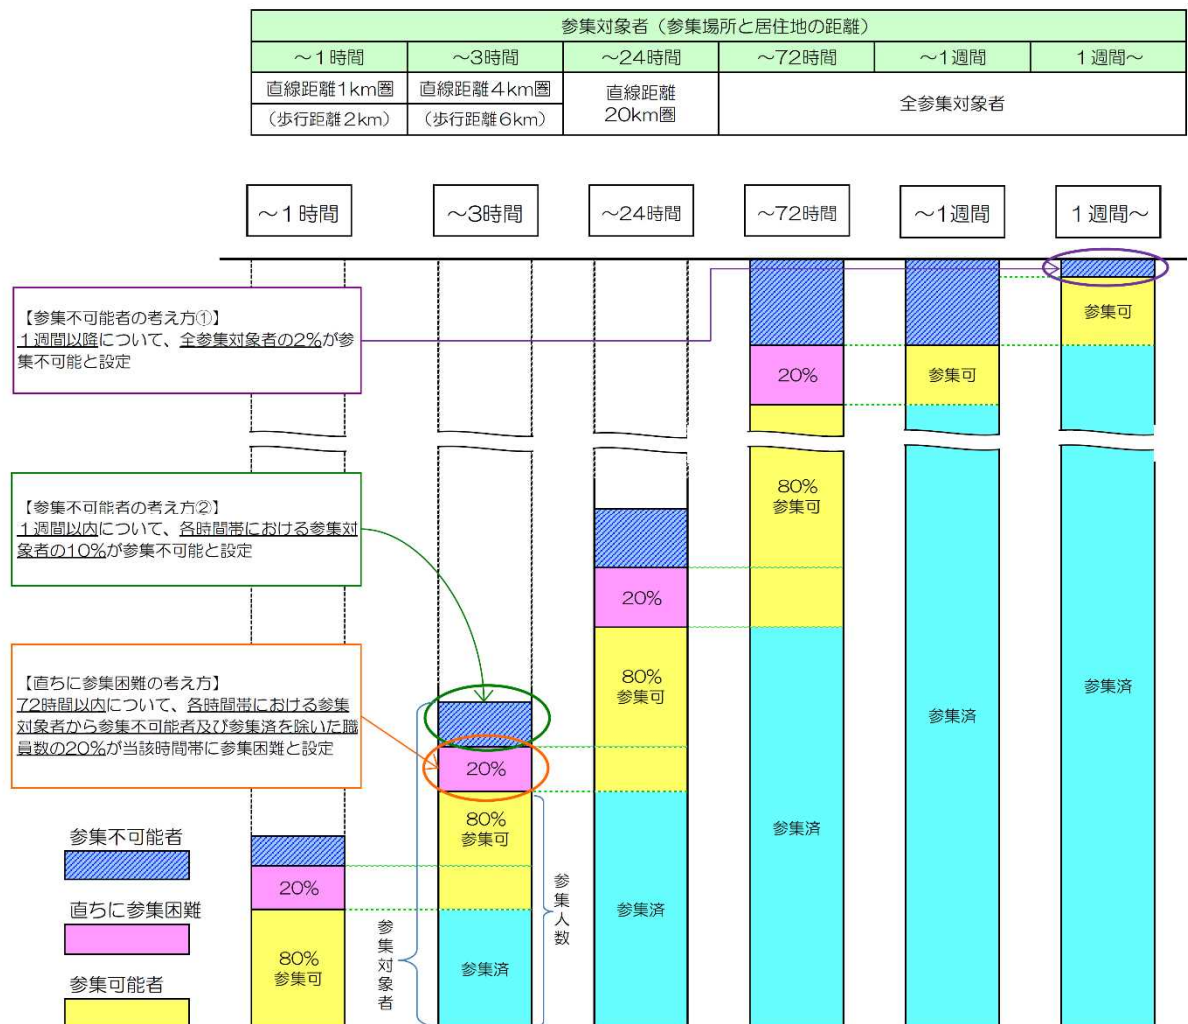 参集対象者（参集場所と居住地の距離）
～1時間
～3時間
～24時間
～72時間
～1週間
1週間～
直線距離1km圏
（歩行距離2km）
直線距離4km圏
（歩行距離6km）
直線距離
20km圏
全参集対象者
～1時間
～3時間
～24時間
～72時間
～1週間
1週間～
【参集不可能者の考え方①】
1週間以降について、全参集対象者の2%が参
集不可能と設定
【参集不可能者の考え方②】
1週間以内について、各時間帯における参集対
象者の10%が参集不可能と設定
【直ちに参集困難の考え方】
72時間以内について、各時間帯における参集
対象者から参集不可能者及び参集済を除いた職
員数の20%が当該時間帯に参集困難と設定
参集不可能者
直ちに参集困難
参集可能者
20%
80%
参集可
参集対象者
20%
80%
参集可
参集済
参集人数
20%
80%
参集可
参集済
20%
80%
参集可
参集済
参集可
参集済
参集可
参集済